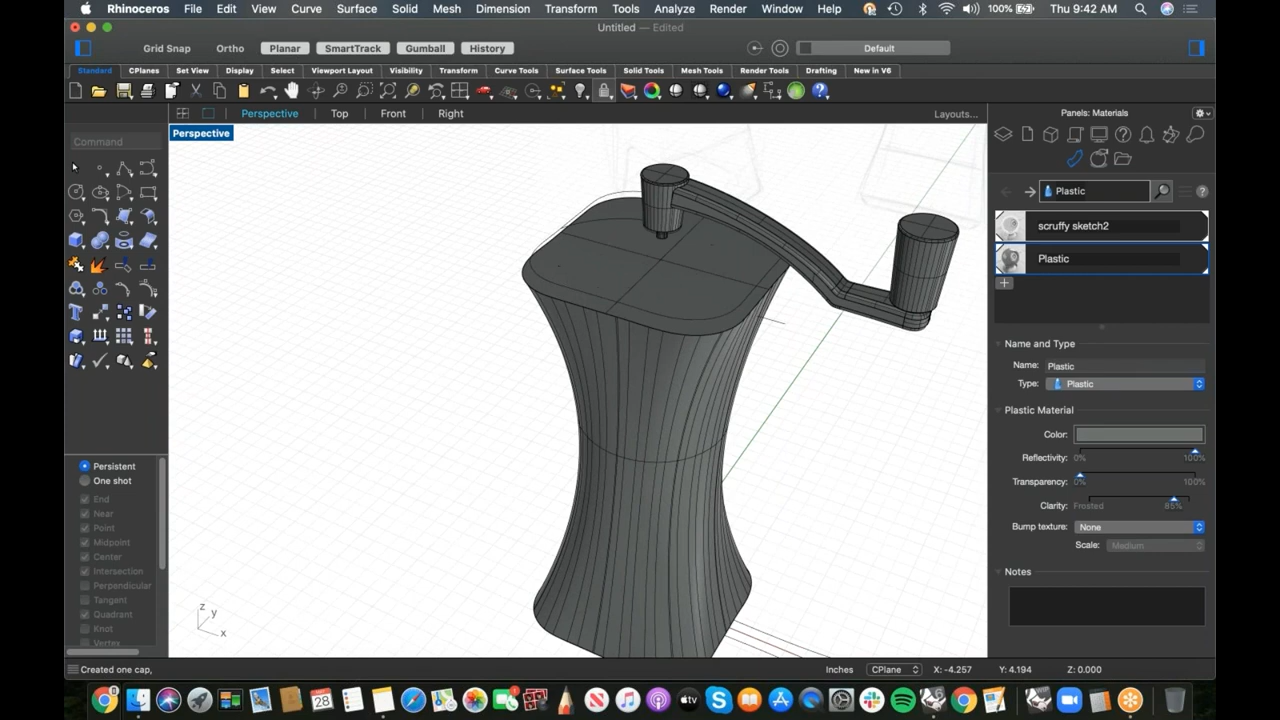 Rhinoceros File Edit View Curve Surface Solid Mesh Dimension Transform Tools Analyze Render Window Help 100% Thu 9:42 AM
Untitled — Edited
Grid Snap Ortho Planar SmartTrack Gumball History Default
Standard CPlanes Set View Display Select Viewport Layout Visibility Transform Curve Tools Surface Tools Solid Tools Mesh Tools Render Tools Drafting New in V6
Perspective Top Front Right Layouts... Panels: Materials
Perspective
Command
Plastic
scruffy sketch2
Plastic
Name and Type
Name: Plastic
Type: Plastic
Plastic Material
Color:
Reflectivity: 0% 100%
Transparency: 0% 100%
Clarity: Frosted 85%
Bump texture: None
Scale: Medium
Notes
Persistent
One shot
End
Near
Point
Midpoint
Center
Intersection
Perpendicular
Tangent
Quadrant
Knot
Vertex
z
y
x
Created one cap, Inches CPlane X: -4.257 Y: 4.194 Z: 0.000
28